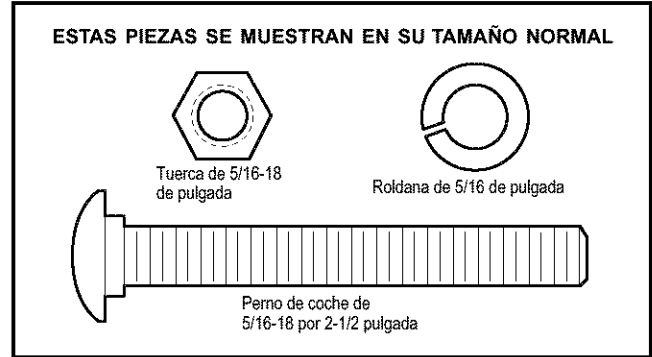 ESTAS PIEZAS SE MUESTRAN EN SU TAMAÑO NORMAL
Tuerca de 5/16-18
de pulgada
Roldana de 5/16 de pulgada
Perno de coche de
5/16-18 por 2-1/2 pulgada